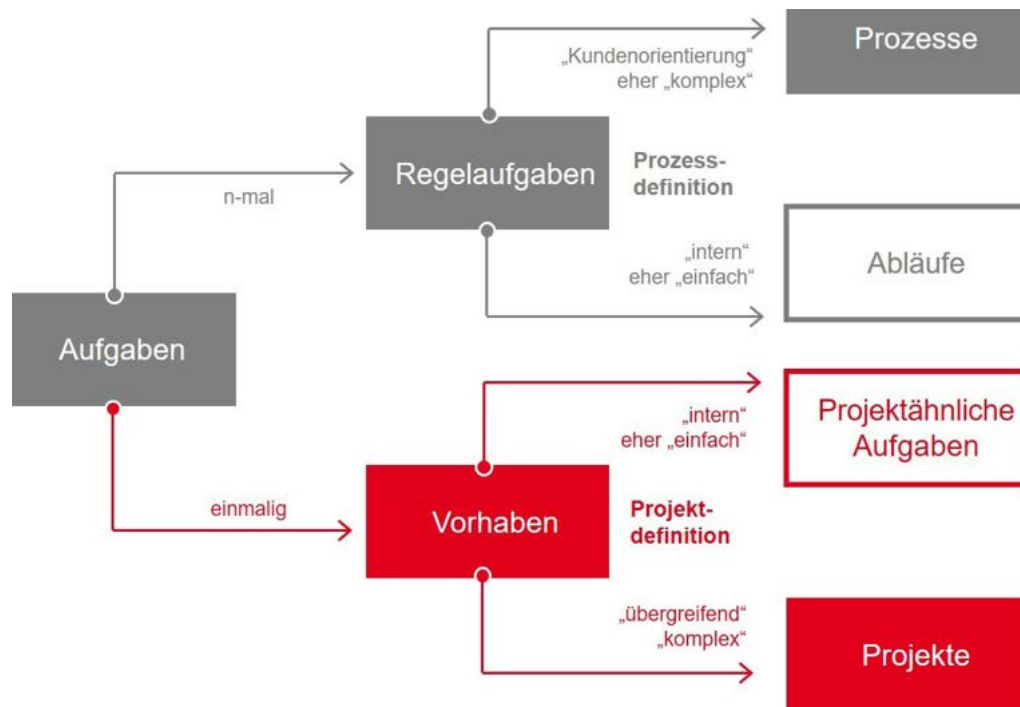 Prozesse
„Kundenorientierung“
eher „komplex“
Regelaufgaben
Prozess-
definition
n-mal
„intern“
eher „einfach“
Abläufe
Aufgaben
„intern“
eher „einfach“
Projektähnliche
Aufgaben
einmalig
Vorhaben
Projekt-
definition
„übergreifend“
„komplex“
Projekte